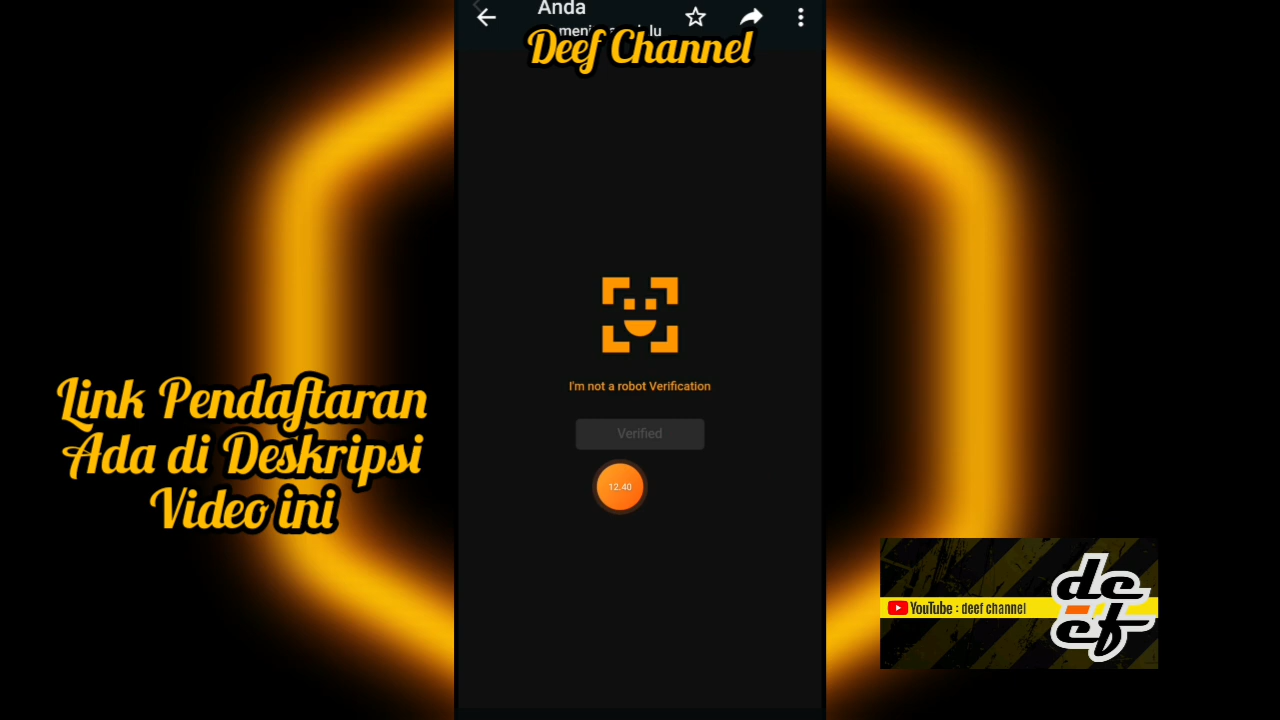 Anda
Deef Channel
I'm not a robot Verification
Verified
12.40
Link Pendaftaran
Ada di Deskripsi
Video ini
YouTube : deef channel
de
ef